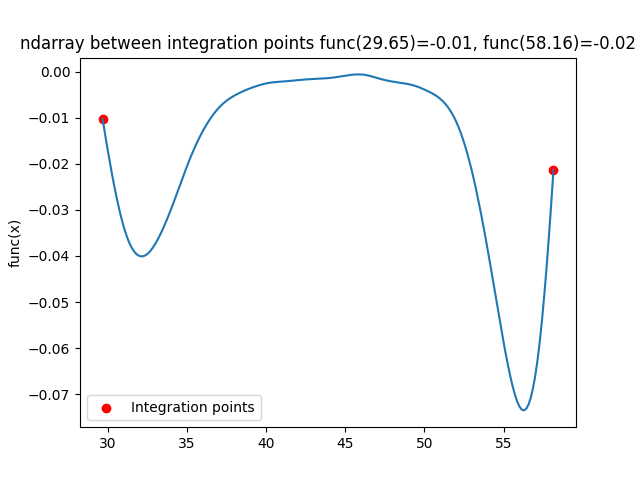 ndarray between integration points func(29.65)=-0.01, func(58.16)=-0.02
0.00
−0.01
−0.02
−0.03
−0.04
−0.05
−0.06
−0.07
func(x)
Integration points
30 35 40 45 50 55